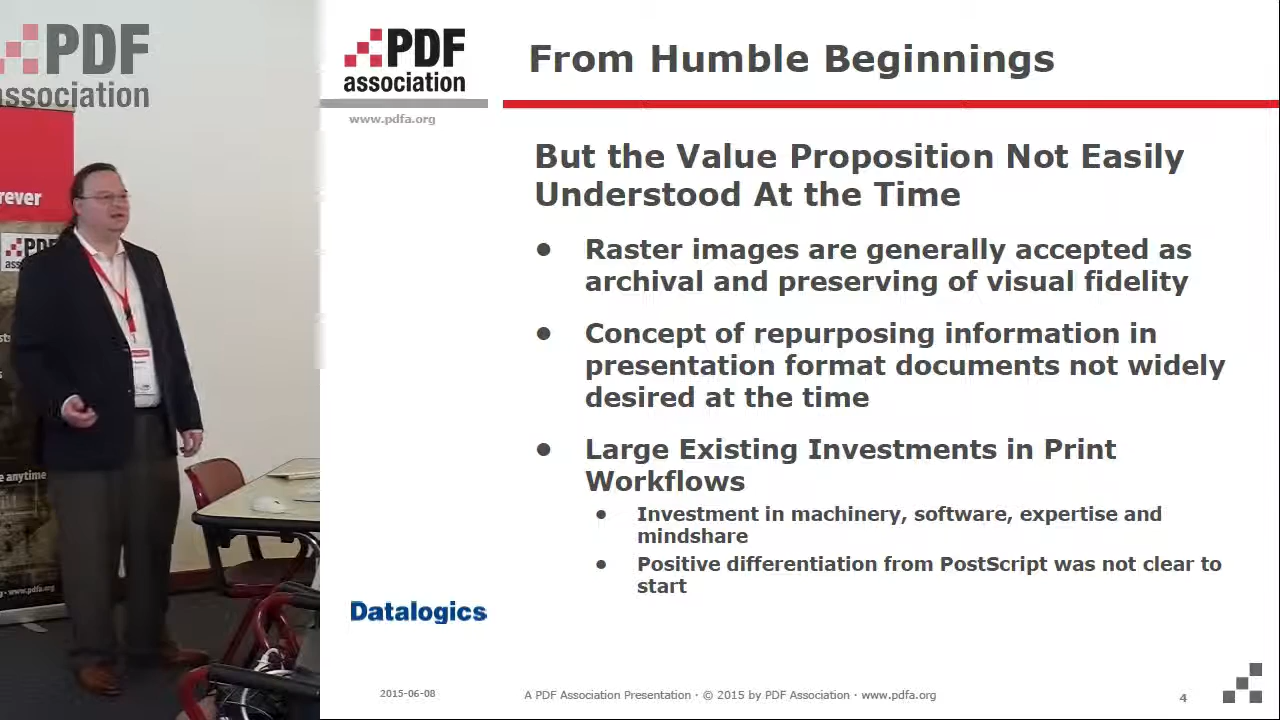 PDF
association
rever
PDF
e anytime
www.pdfa.org
PDF
association
www.pdfa.org
From Humble Beginnings
But the Value Proposition Not Easily
Understood At the Time
● Raster images are generally accepted as
archival and preserving of visual fidelity
● Concept of repurposing information in
presentation format documents not widely
desired at the time
● Large Existing Investments in Print
Workflows
● Investment in machinery, software, expertise and
mindshare
● Positive differentiation from PostScript was not clear to
start
Datalogics
2015-06-08
A PDF Association Presentation · © 2015 by PDF Association · www.pdfa.org
4